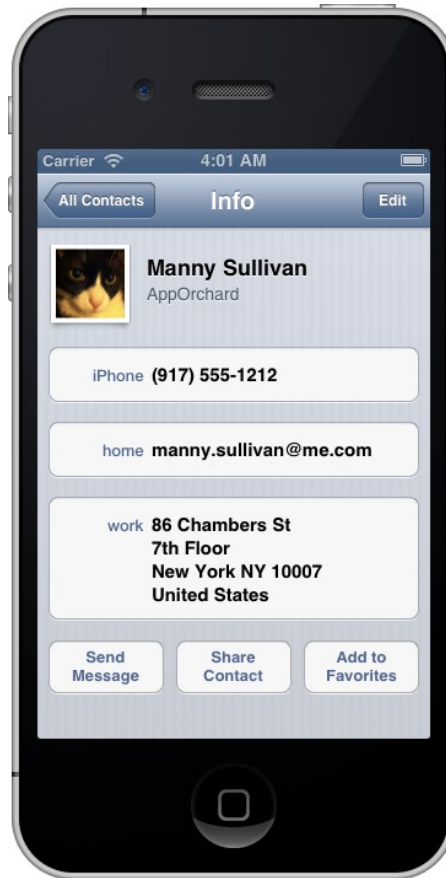 Carrier 4:01 AM
All Contacts Info Edit
Manny Sullivan
AppOrchard
iPhone (917) 555-1212
home manny.sullivan@me.com
work 86 Chambers St
7th Floor
New York NY 10007
United States
Send
Message
Share
Contact
Add to
Favorites